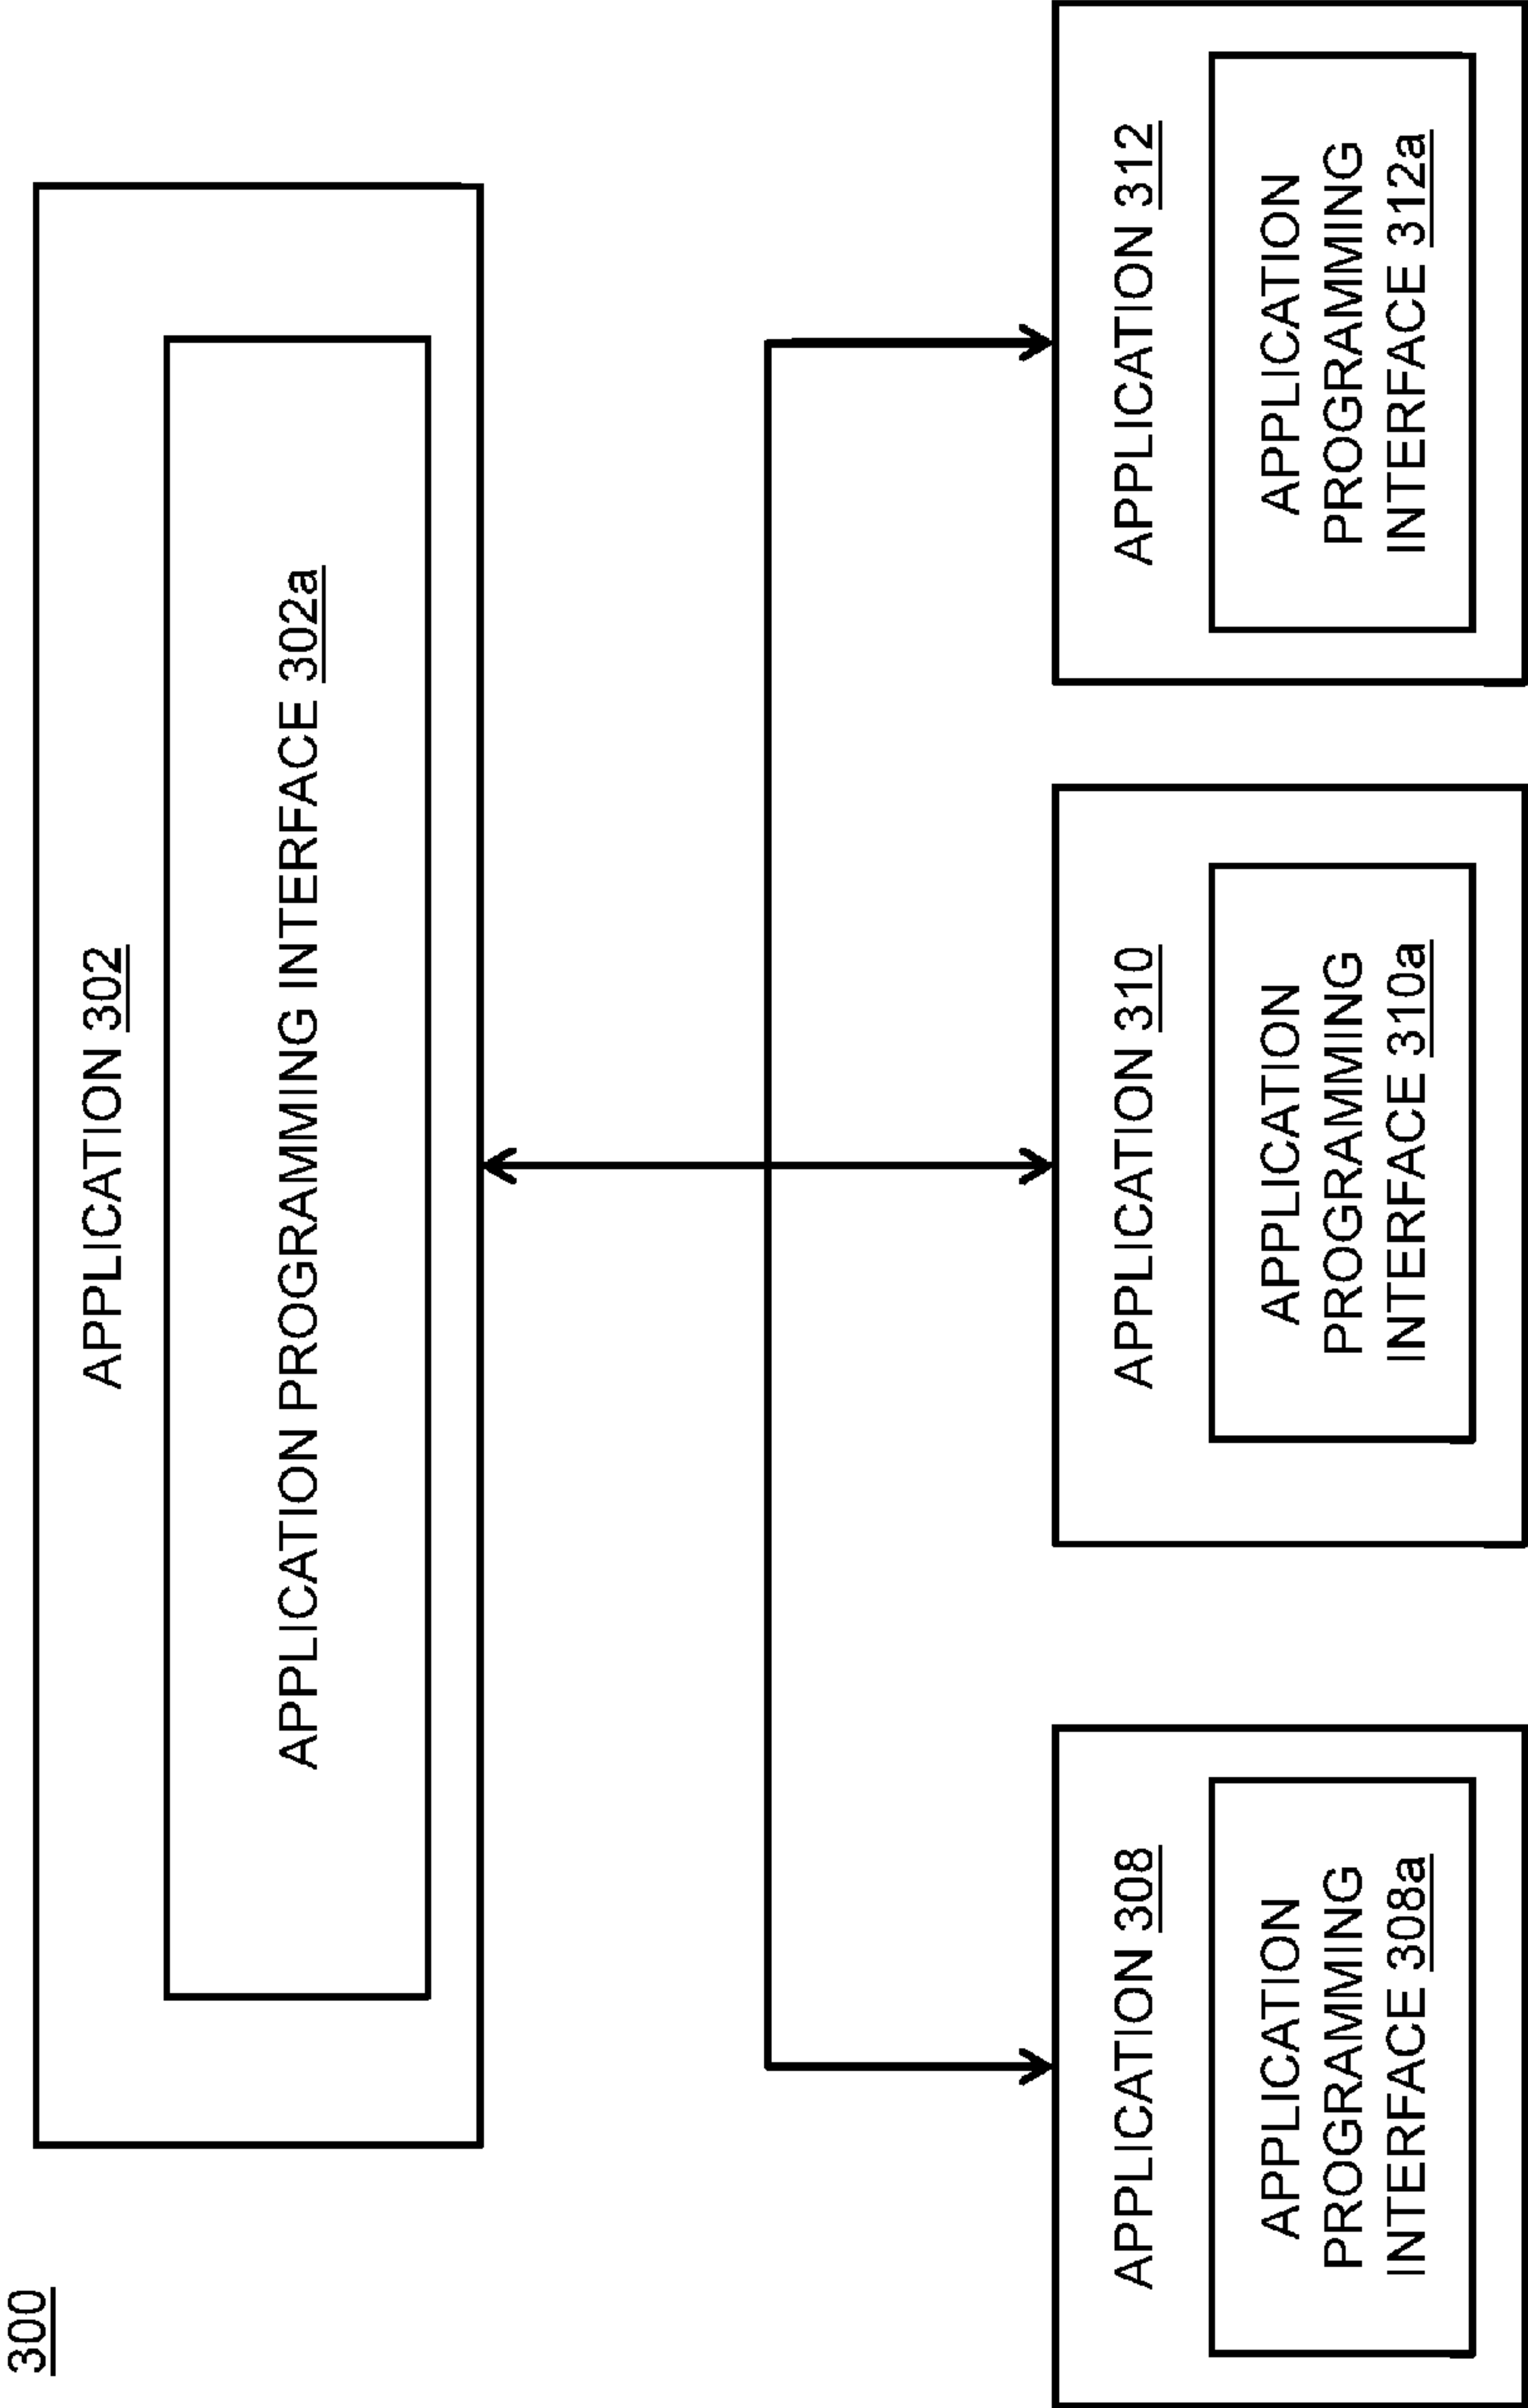 300
APPLICATION 302
APPLICATION PROGRAMMING INTERFACE 302a
APPLICATION 308
APPLICATION
PROGRAMMING
INTERFACE 308a
APPLICATION 310
APPLICATION
PROGRAMMING
INTERFACE 310a
APPLICATION 312
APPLICATION
PROGRAMMING
INTERFACE 312a